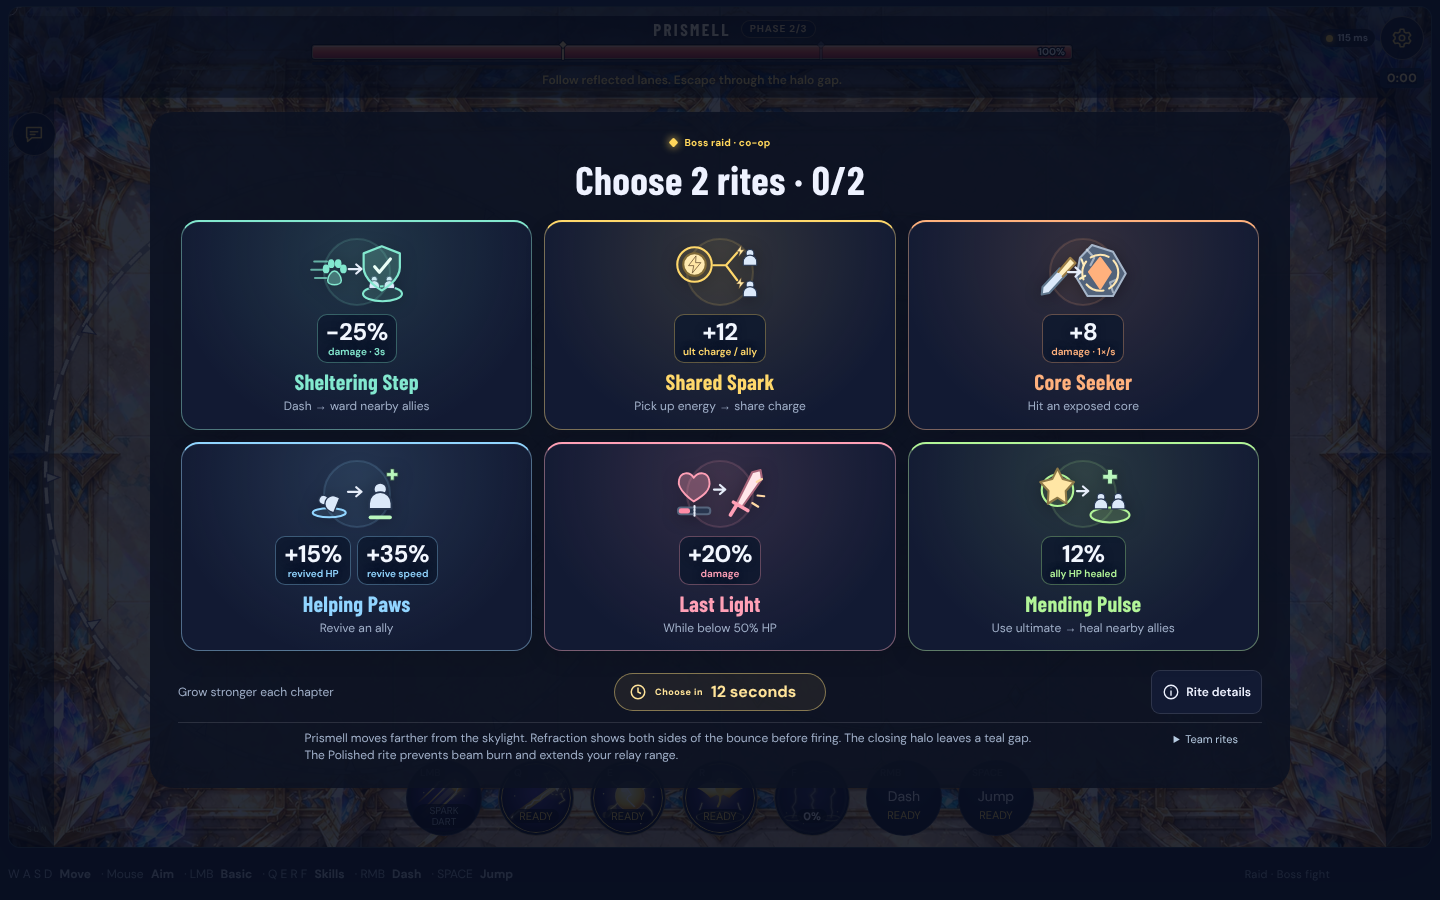 PRISMELL PHASE 2/3
115 ms
100%
Follow reflected lanes. Escape through the halo gap.
0:00
Boss raid · co-op
Choose 2 rites · 0/2
−25%
damage · 3s
Sheltering Step
Dash → ward nearby allies
+12
ult charge / ally
Shared Spark
Pick up energy → share charge
+8
damage · 1×/s
Core Seeker
Hit an exposed core
+15% +35%
revived HP revive speed
Helping Paws
Revive an ally
+20%
damage
Last Light
While below 50% HP
12%
ally HP healed
Mending Pulse
Use ultimate → heal nearby allies
Grow stronger each chapter
Choose in 12 seconds
Rite details
Prismell moves farther from the skylight. Refraction shows both sides of the bounce before firing. The closing halo leaves a teal gap.
The Polished rite prevents beam burn and extends your relay range.
▶ Team rites
SPARK
DART
READY
READY
READY
0%
Dash
READY
Jump
READY
W A S D Move · Mouse Aim · LMB Basic · Q E R F Skills · RMB Dash · SPACE Jump
Raid · Boss fight